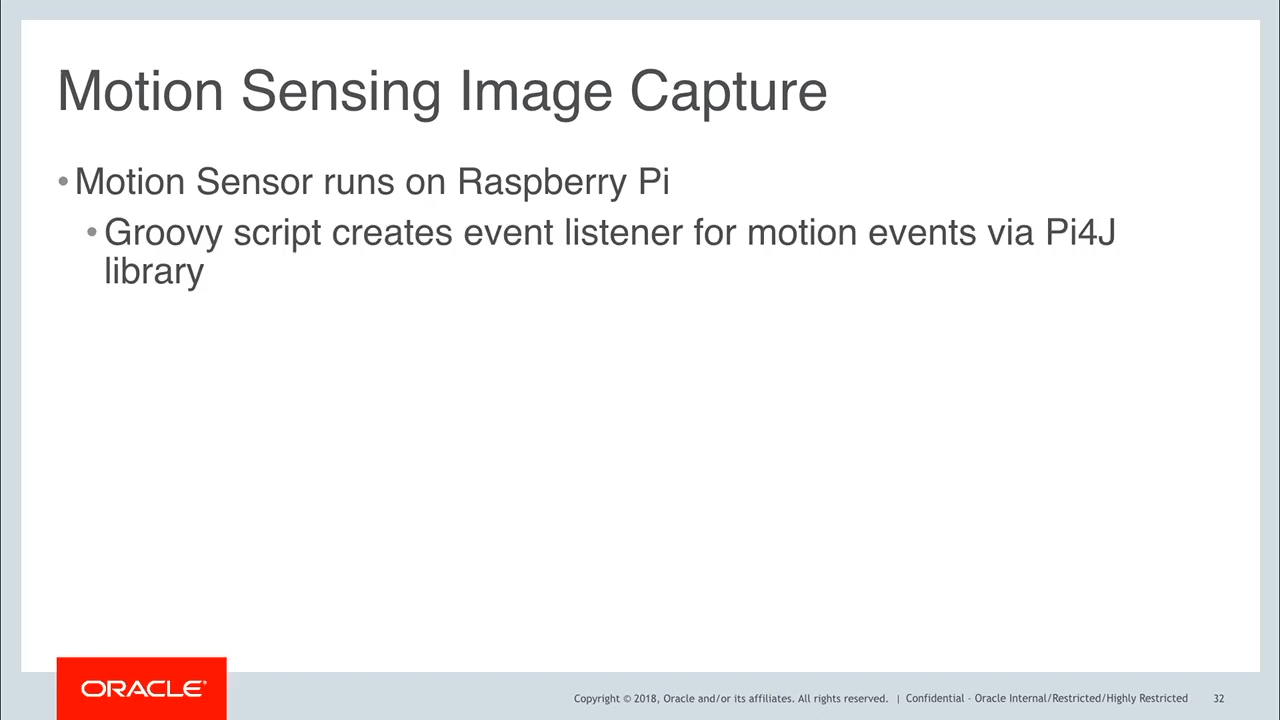 Motion Sensing Image Capture
•Motion Sensor runs on Raspberry Pi
•Groovy script creates event listener for motion events via Pi4J
library
ORACLE®
Copyright © 2018, Oracle and/or its affiliates. All rights reserved. | Confidential – Oracle Internal/Restricted/Highly Restricted 32